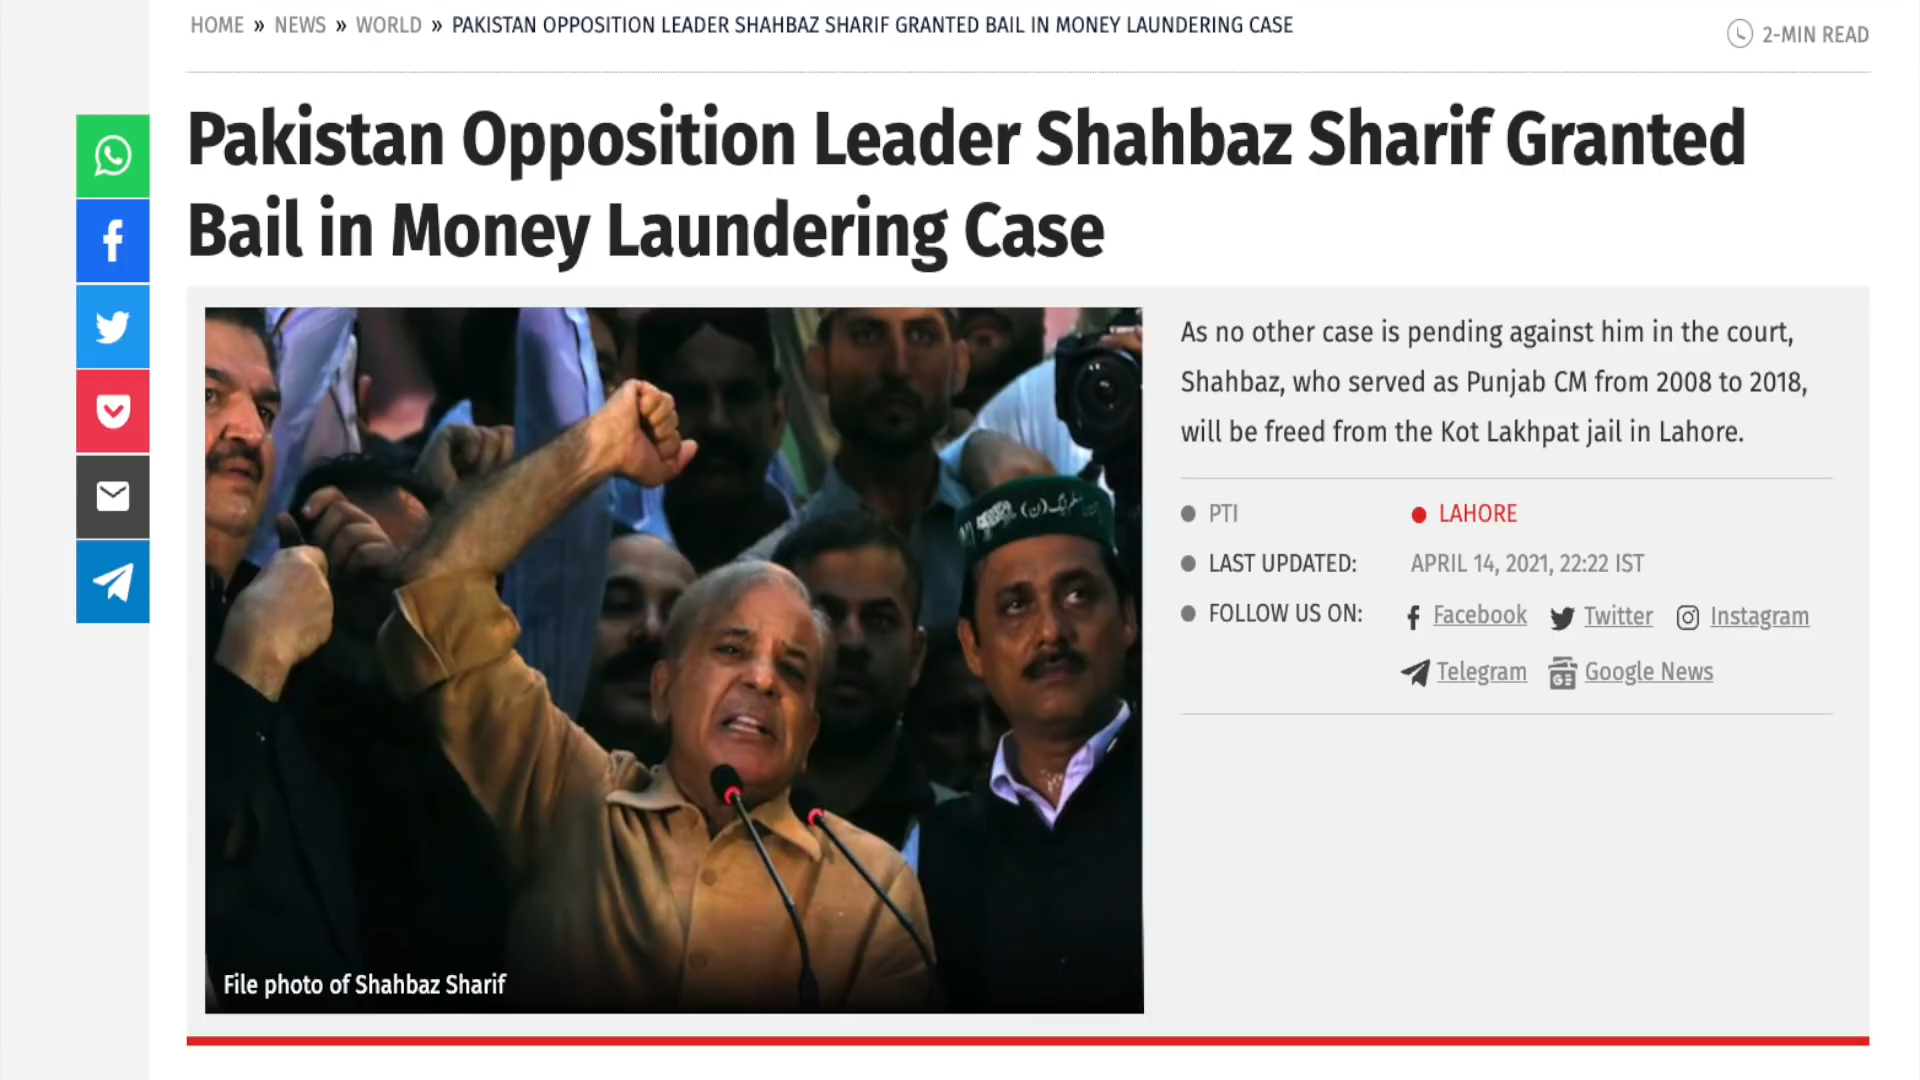 HOME » NEWS » WORLD » PAKISTAN OPPOSITION LEADER SHAHBAZ SHARIF GRANTED BAIL IN MONEY LAUNDERING CASE
2-MIN READ
Pakistan Opposition Leader Shahbaz Sharif Granted
Bail in Money Laundering Case
(ن)
File photo of Shahbaz Sharif
As no other case is pending against him in the court,
Shahbaz, who served as Punjab CM from 2008 to 2018,
will be freed from the Kot Lakhpat jail in Lahore.
PTI LAHORE
LAST UPDATED: APRIL 14, 2021, 22:22 IST
FOLLOW US ON: Facebook Twitter Instagram
Telegram GE Google News